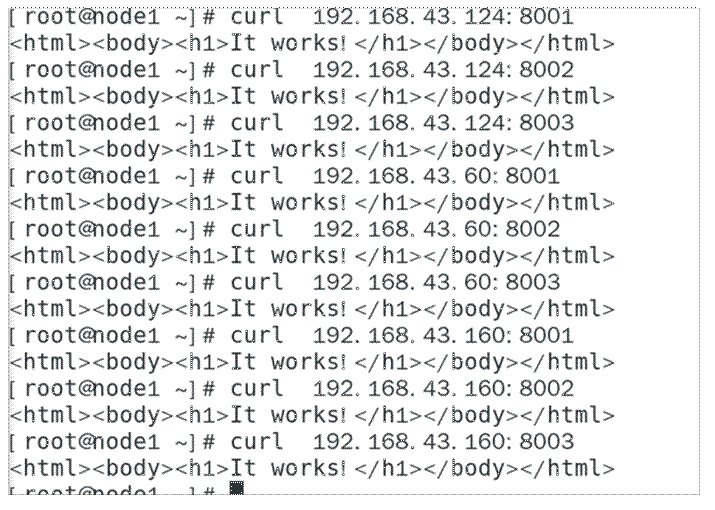 [root@node1 ~]# curl 192.168.43.124:8001
<html><body><h1>It works!</h1></body></html>
[root@node1 ~]# curl 192.168.43.124:8002
<html><body><h1>It works!</h1></body></html>
[root@node1 ~]# curl 192.168.43.124:8003
<html><body><h1>It works!</h1></body></html>
[root@node1 ~]# curl 192.168.43.60:8001
<html><body><h1>It works!</h1></body></html>
[root@node1 ~]# curl 192.168.43.60:8002
<html><body><h1>It works!</h1></body></html>
[root@node1 ~]# curl 192.168.43.60:8003
<html><body><h1>It works!</h1></body></html>
[root@node1 ~]# curl 192.168.43.160:8001
<html><body><h1>It works!</h1></body></html>
[root@node1 ~]# curl 192.168.43.160:8002
<html><body><h1>It works!</h1></body></html>
[root@node1 ~]# curl 192.168.43.160:8003
<html><body><h1>It works!</h1></body></html>
[root@node1 ~]#